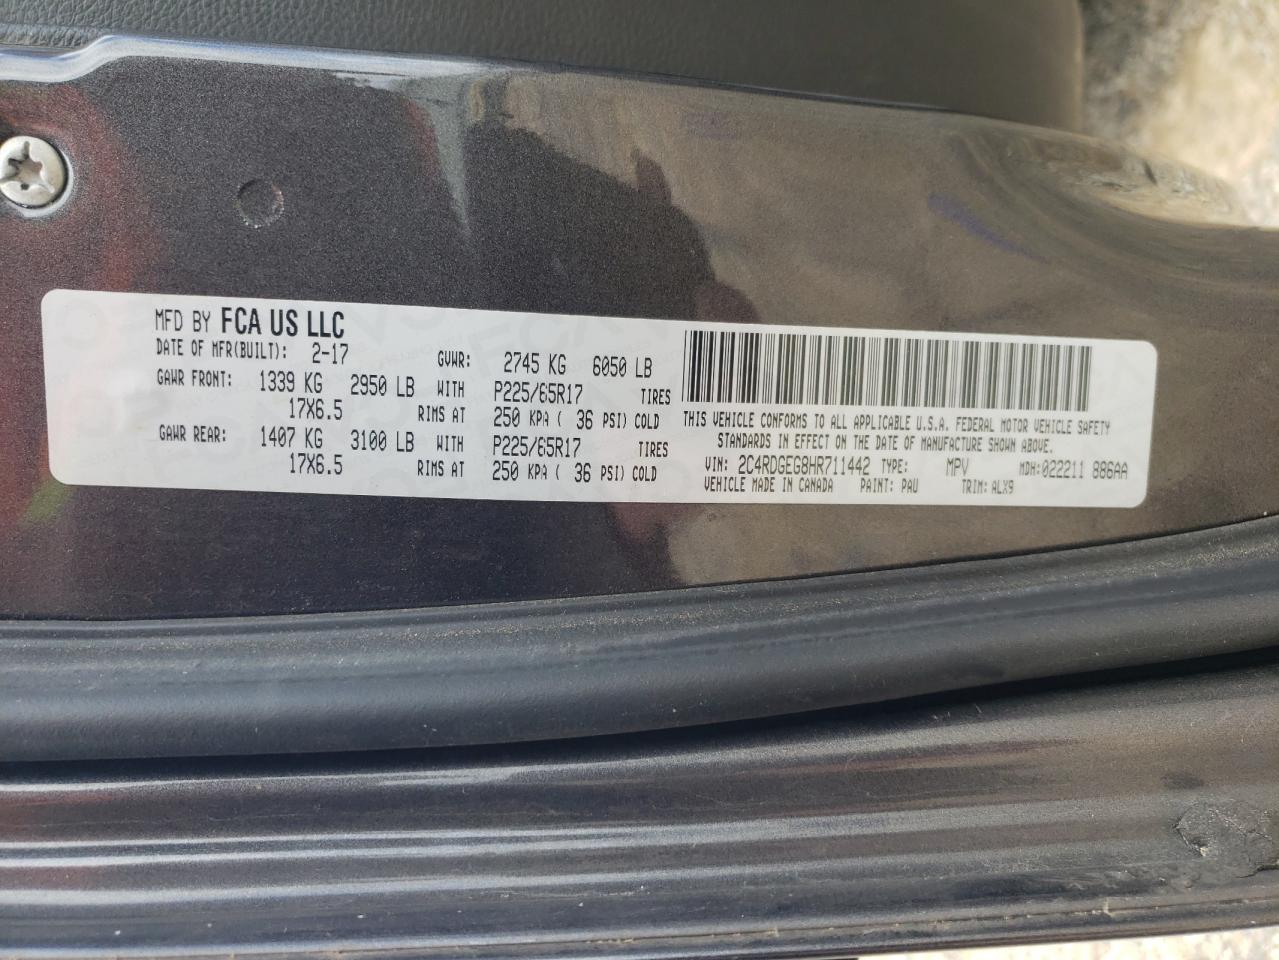 MFD BY FCA US LLC
DATE OF MFR(BUILT): 2-17 GVWR: 2745 KG 6050 LB
GAWR FRONT: 1339 KG 2950 LB WITH P225/65R17 TIRES
17X6.5 RIMS AT 250 KPA ( 36 PSI) COLD
GAWR REAR: 1407 KG 3100 LB WITH P225/65R17 TIRES
17X6.5 RIMS AT 250 KPA ( 36 PSI) COLD
THIS VEHICLE CONFORMS TO ALL APPLICABLE U.S.A. FEDERAL MOTOR VEHICLE SAFETY
STANDARDS IN EFFECT ON THE DATE OF MANUFACTURE SHOWN ABOVE.
VIN: 2C4RDGEG8HR711442 TYPE: MPV MDH:022211 886AA
VEHICLE MADE IN CANADA PAINT: PAU TRIM: ALX9